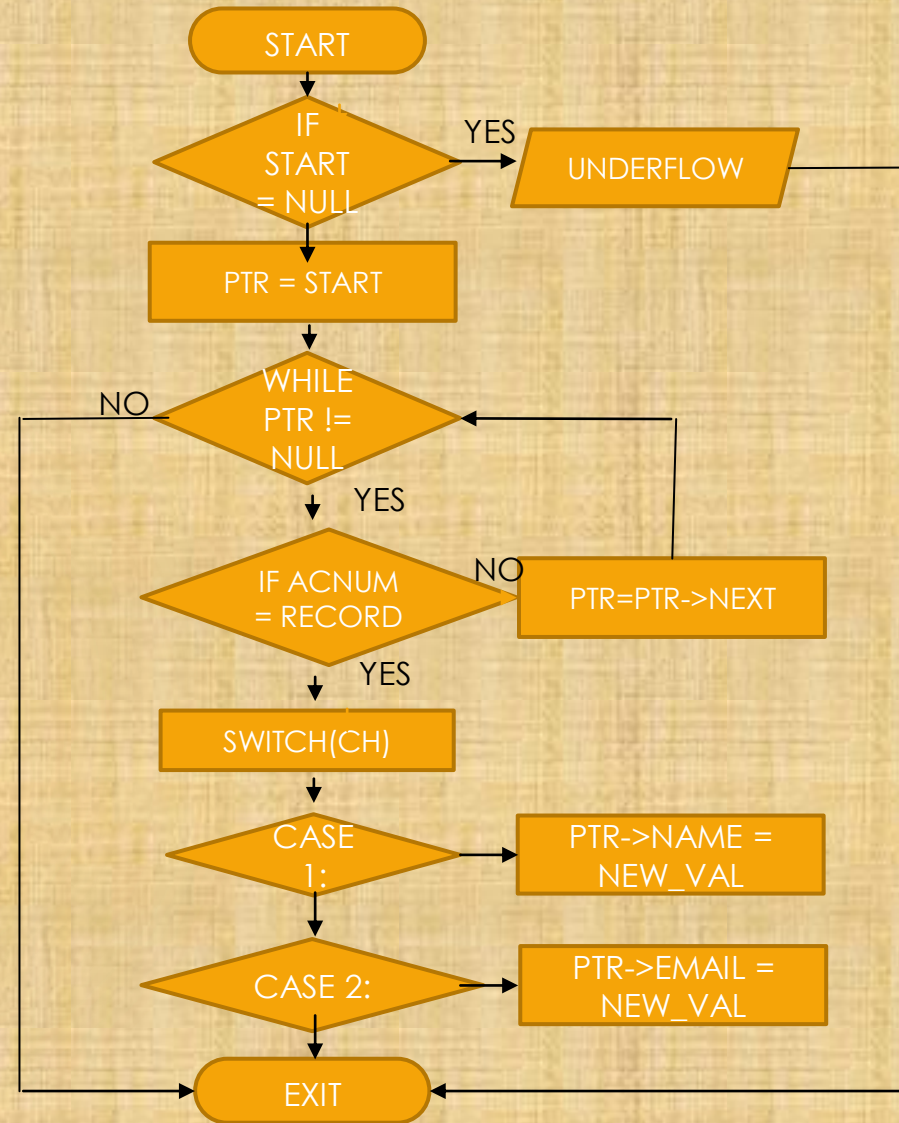 START
IF
START
= NULL
YES
UNDERFLOW
PTR = START
WHILE
PTR !=
NULL
NO
YES
IF ACNUM
= RECORD
NO
PTR=PTR->NEXT
YES
SWITCH(CH)
CASE
1:
PTR->NAME =
NEW_VAL
CASE 2:
PTR->EMAIL =
NEW_VAL
EXIT